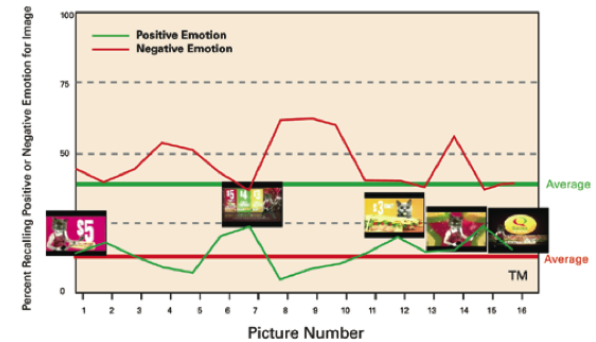 Percent Recalling Positive or Negative Emotion for Image
100
75
50
25
0
Positive Emotion
Negative Emotion
Average
Average
$5
$5
$3
Q
TM
1 2 3 4 5 6 7 8 9 10 11 12 13 14 15 16
Picture Number